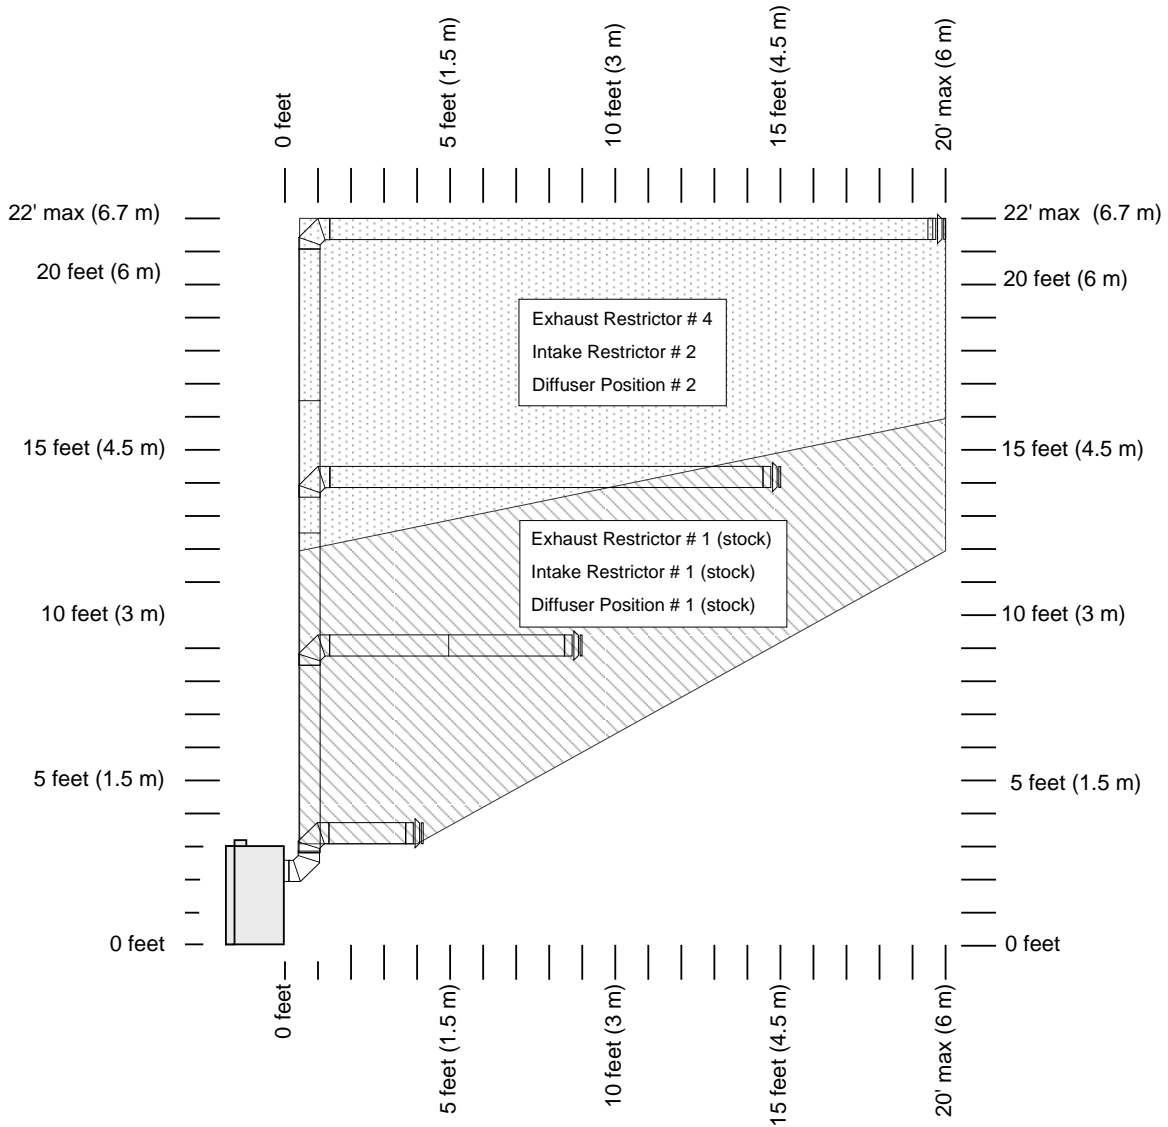 0 feet
5 feet (1.5 m)
10 feet (3 m)
15 feet (4.5 m)
20' max (6 m)
22' max (6.7 m)
20 feet (6 m)
15 feet (4.5 m)
10 feet (3 m)
5 feet (1.5 m)
0 feet
Exhaust Restrictor # 4
Intake Restrictor # 2
Diffuser Position # 2
Exhaust Restrictor # 1 (stock)
Intake Restrictor # 1 (stock)
Diffuser Position # 1 (stock)
22' max (6.7 m)
20 feet (6 m)
15 feet (4.5 m)
10 feet (3 m)
5 feet (1.5 m)
0 feet
0 feet
5 feet (1.5 m)
10 feet (3 m)
15 feet (4.5 m)
20' max (6 m)